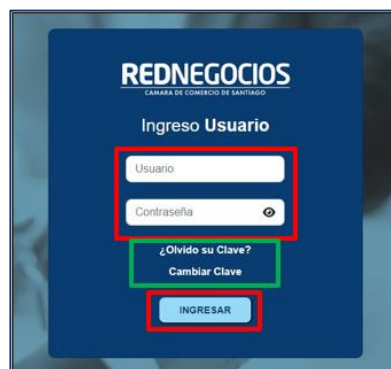 REDNEGOCIOS
CAMARA DE COMERCIO DE SANTIAGO
Ingreso Usuario
Usuario
Contraseña
¿Olvido su Clave?
Cambiar Clave
INGRESAR